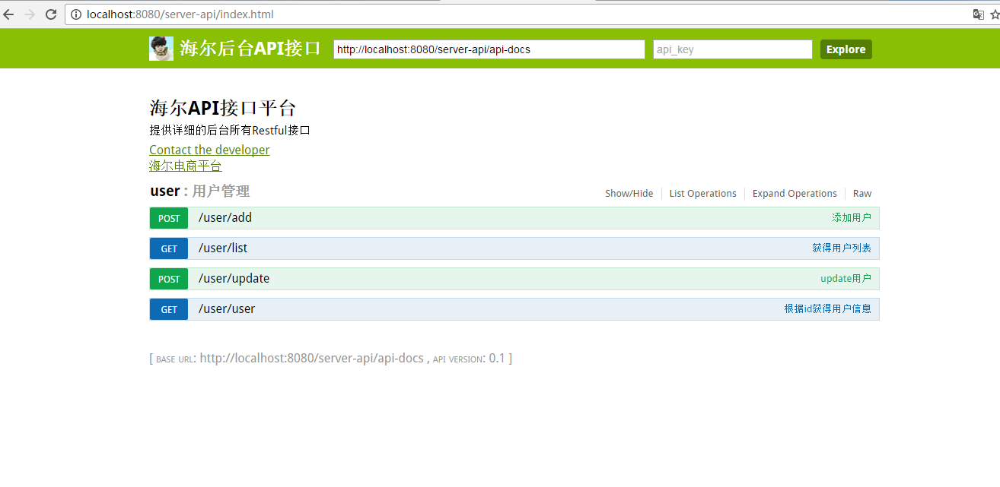 localhost:8080/server-api/index.html
海尔后台API接口 http://localhost:8080/server-api/api-docs api_key Explore
海尔API接口平台
提供详细的后台所有Restful接口
Contact the developer
海尔电商平台
user : 用户管理 Show/Hide List Operations Expand Operations Raw
POST /user/add 添加用户
GET /user/list 获得用户列表
POST /user/update update用户
GET /user/user 根据id获得用户信息
[ BASE URL: http://localhost:8080/server-api/api-docs , API VERSION: 0.1 ]